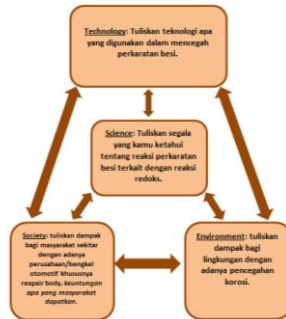 Technology: Tuliskan teknologi apa
yang digunakan dalam mencegah
perkaratan besi.
Science: Tuliskan segala
yang kamu ketahui
tentang reaksi perkaratan
besi terkait dengan reaksi
redoks.
Society: tuliskan dampak
bagi masyarakat sekitar
dengan adanya
perusahaan/bengkel
otomotif khususnya
reapair body, keuntungan
apa yang masyarakat
dapatkan.
Environment: tuliskan
dampak bagi
lingkungan dengan
adanya pencegahan
korosi.